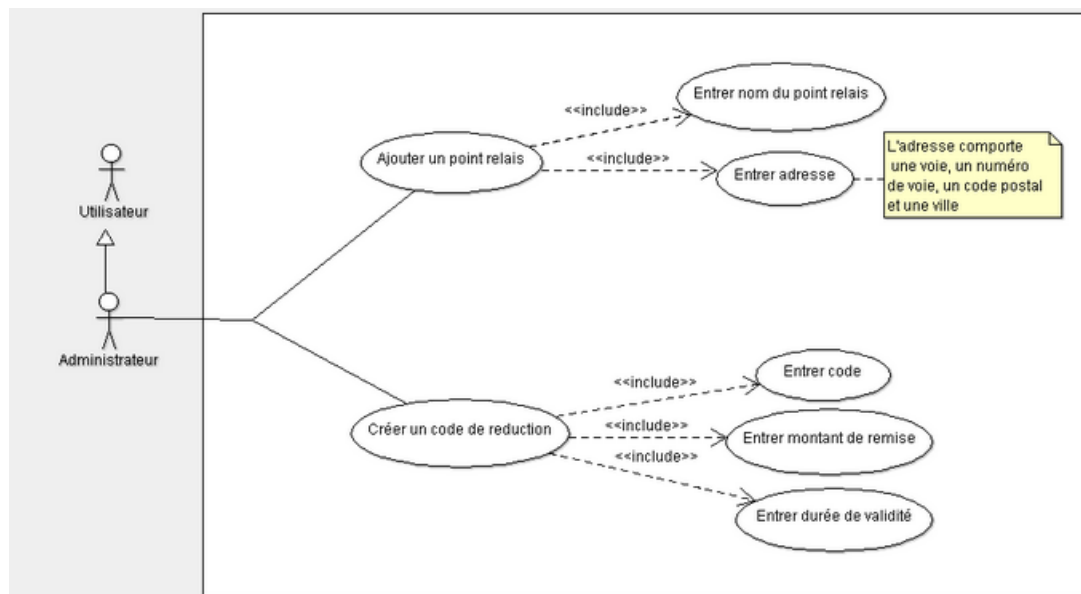 Entrer nom du point relais
<<include>>
Ajouter un point relais
<<include>>
Entrer adresse
L'adresse comporte
une voie, un numéro
de voie, un code postal
et une ville
Utilisateur
Administrateur
Entrer code
<<include>>
Créer un code de reduction
<<include>>
Entrer montant de remise
<<include>>
Entrer durée de validité